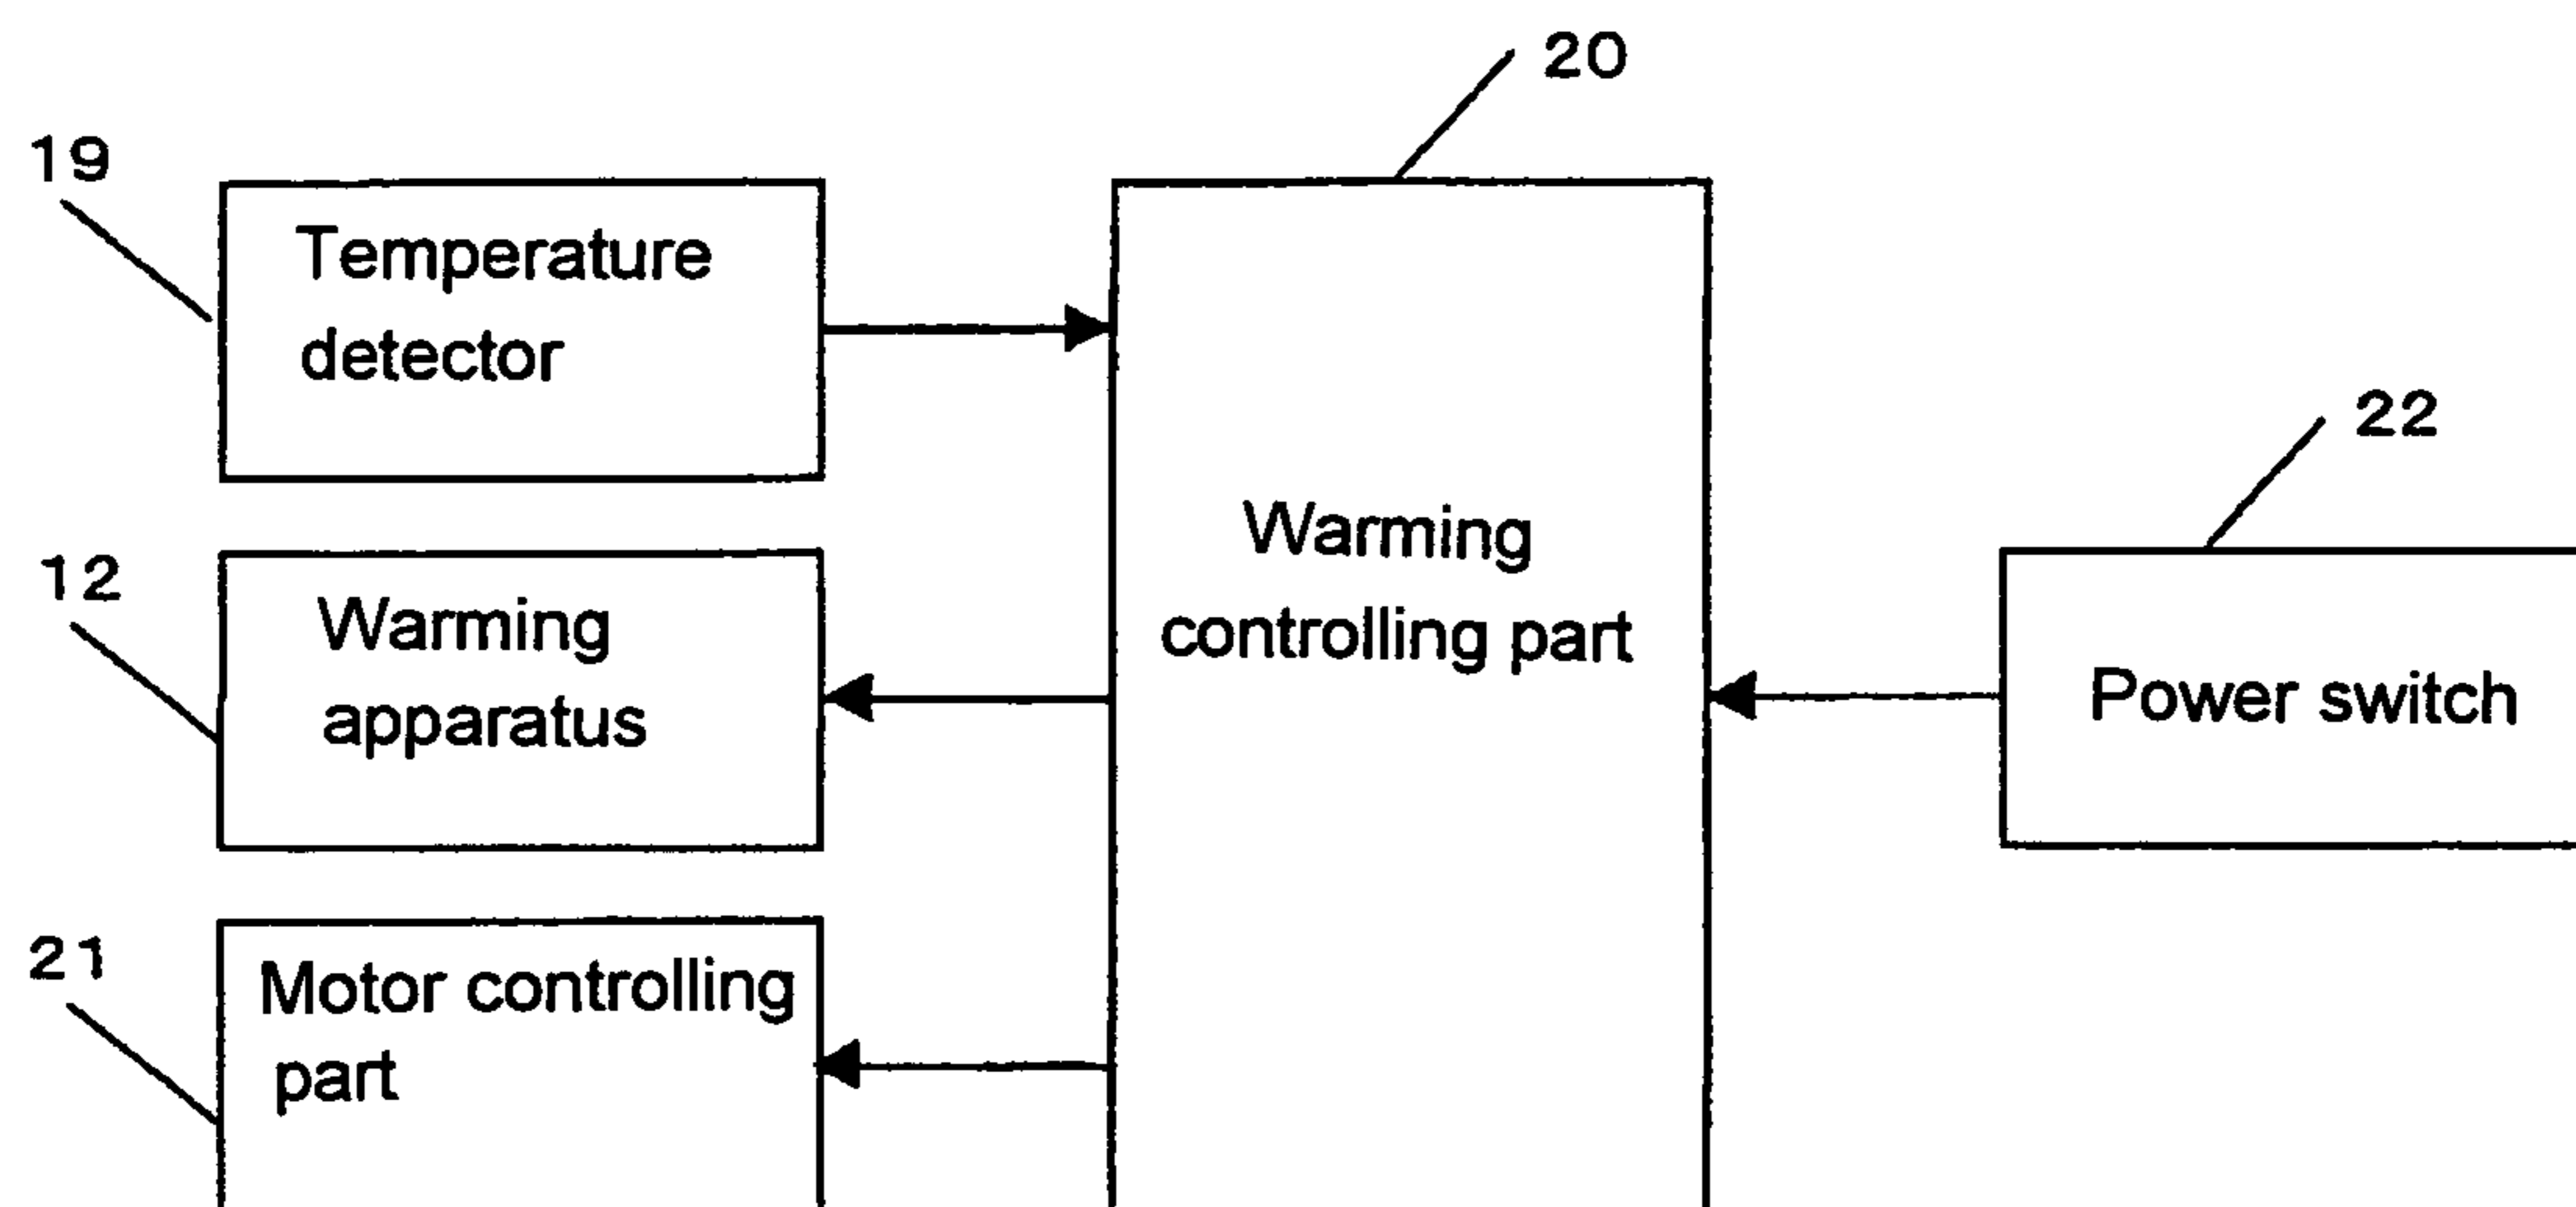 20
19
Temperature
detector
22
Warming
controlling part
12
Warming
apparatus
Power switch
21
Motor controlling
part